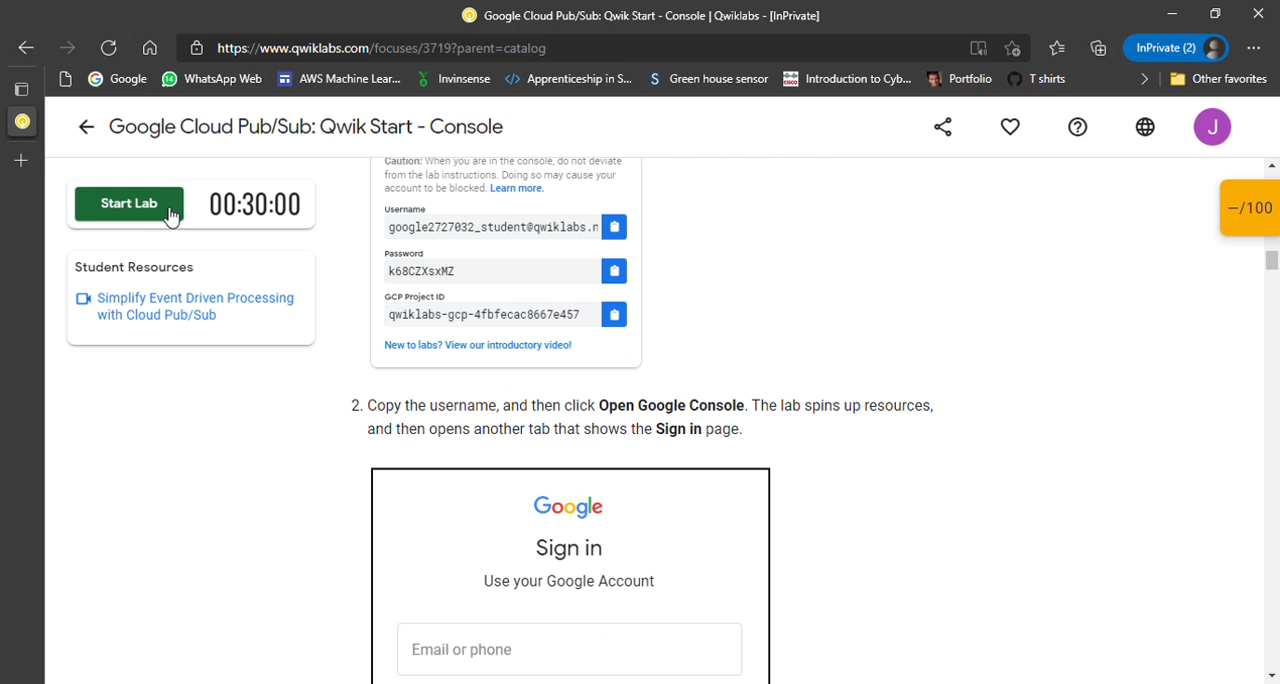 Google Cloud Pub/Sub: Qwik Start - Console | Qwiklabs - [InPrivate]
https://www.qwiklabs.com/focuses/3719?parent=catalog
InPrivate (2)
Google
14
WhatsApp Web
AWS Machine Lear...
Invinsense
Apprenticeship in S...
Green house sensor
Introduction to Cyb...
Portfolio
T shirts
Other favorites
Google Cloud Pub/Sub: Qwik Start - Console
J
Start Lab
00:30:00
Student Resources
Simplify Event Driven Processing
with Cloud Pub/Sub
Caution: When you are in the console, do not deviate
from the lab instructions. Doing so may cause your
account to be blocked. Learn more.
Username
google2727032_student@qwiklabs.n
Password
k68CZXsxMZ
GCP Project ID
qwiklabs-gcp-4fbfecac8667e457
New to labs? View our introductory video!
–/100
2. Copy the username, and then click Open Google Console. The lab spins up resources,
and then opens another tab that shows the Sign in page.
Google
Sign in
Use your Google Account
Email or phone